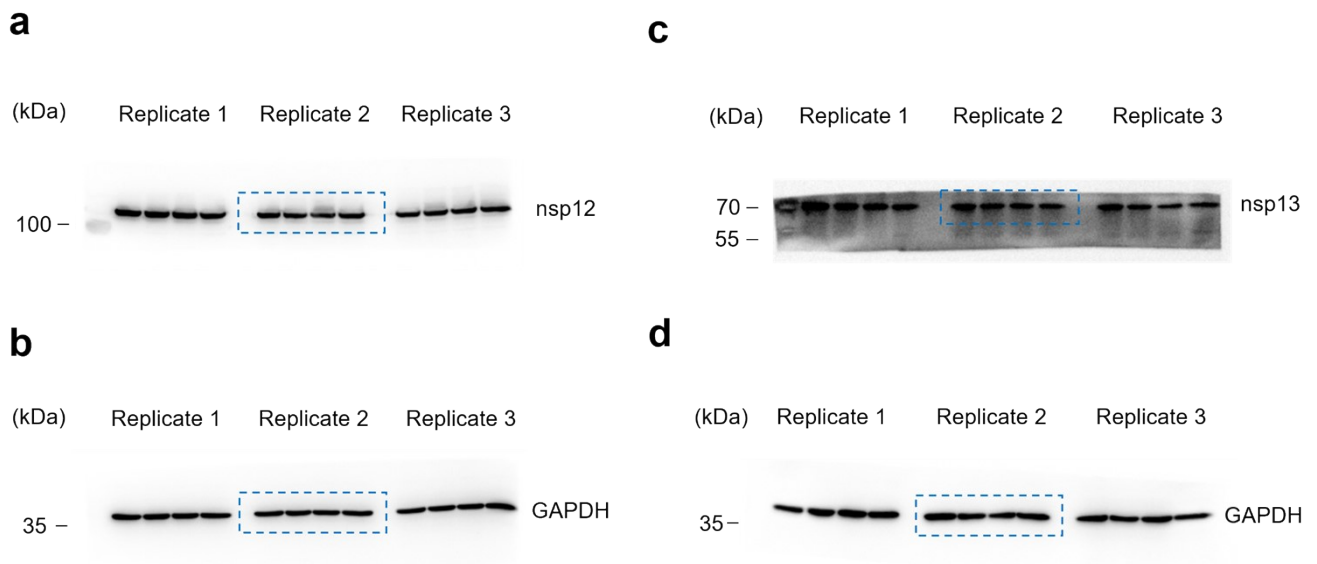 a
(kDa) Replicate 1 Replicate 2 Replicate 3
nsp12
100 –
b
(kDa) Replicate 1 Replicate 2 Replicate 3
GAPDH
35 –
c
(kDa) Replicate 1 Replicate 2 Replicate 3
70 – nsp13
55 –
d
(kDa) Replicate 1 Replicate 2 Replicate 3
35 – GAPDH